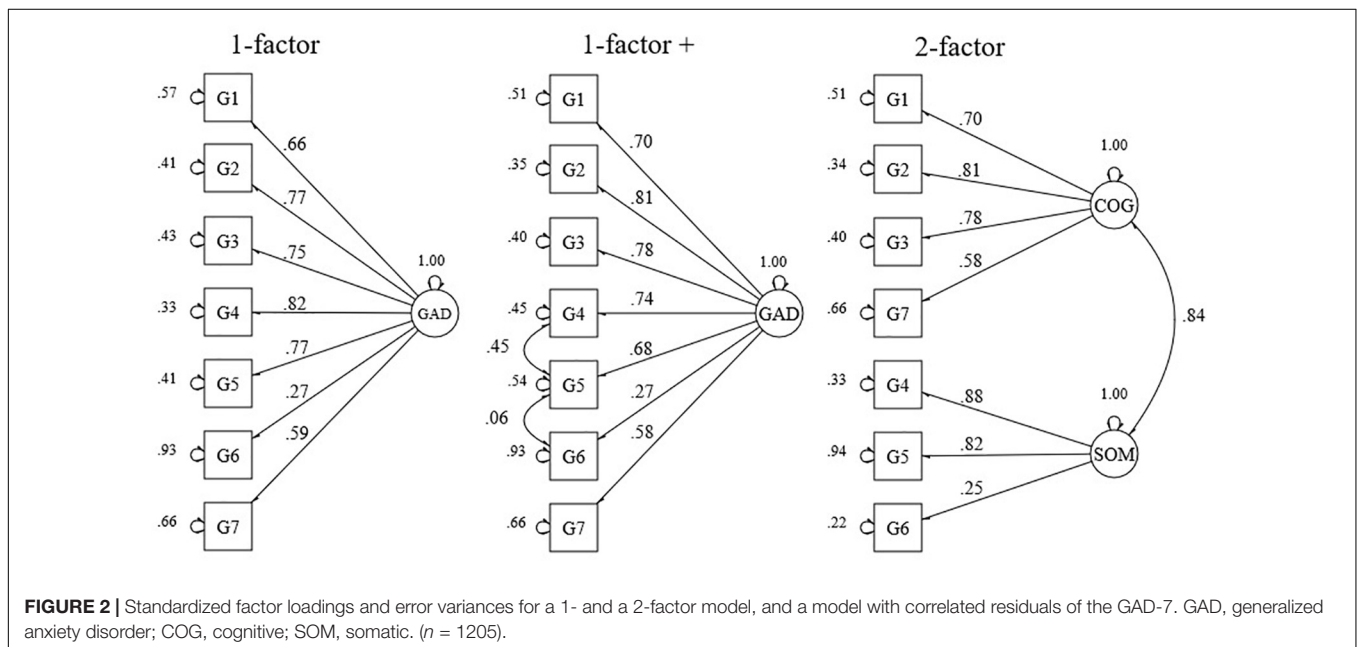 1-factor
.57 G1
.66
.41 G2
.77
.43 G3
.75
1.00
.33 G4
.82
GAD
.77
.41 G5
.27
.59
.93 G6
.66 G7
1-factor +
.51 G1
.70
.35 G2
.81
.40 G3
.78
1.00
.45 G4
.74
GAD
.45
.68
.54 G5
.27
.06
.58
.93 G6
.66 G7
2-factor
.51 G1
.70
1.00
.34 G2
.81
COG
.40 G3
.78
.58
.66 G7
.84
.33 G4
.88
1.00
.94 G5
.82
SOM
.25
.22 G6
FIGURE 2 | Standardized factor loadings and error variances for a 1- and a 2-factor model, and a model with correlated residuals of the GAD-7. GAD, generalized
anxiety disorder; COG, cognitive; SOM, somatic. (n = 1205).